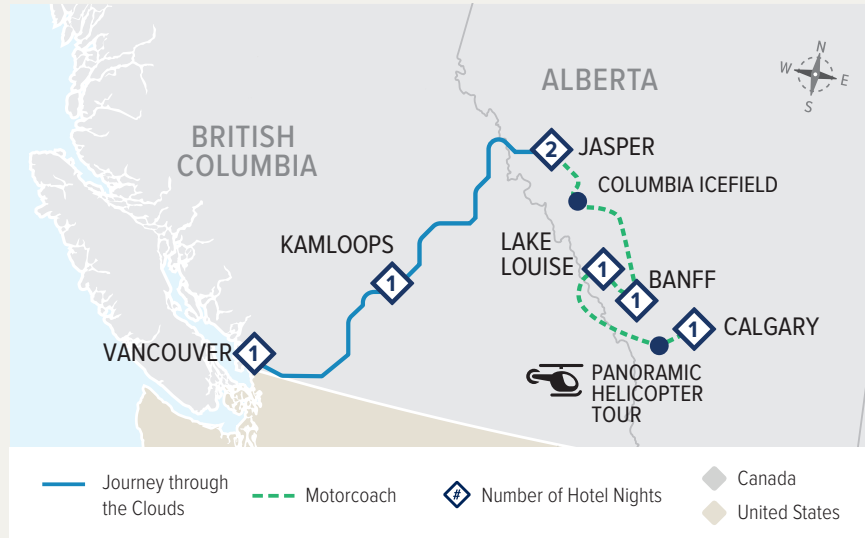 N
W
E
S
ALBERTA
BRITISH
COLUMBIA
2
JASPER
COLUMBIA ICEFIELD
KAMLOOPS
1
LAKE
LOUISE
1
BANFF
1
1
CALGARY
VANCOUVER
1
PANORAMIC
HELICOPTER
TOUR
Journey through
the Clouds
Motorcoach
#
Number of Hotel Nights
Canada
United States